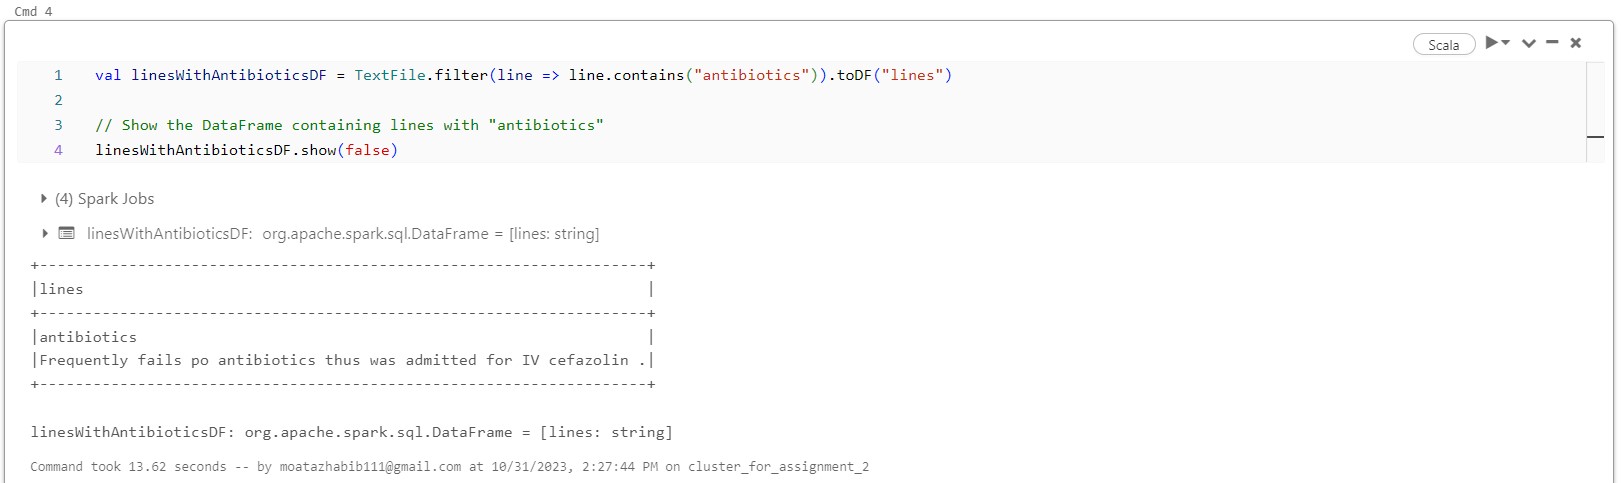 Cmd 4
Scala
1 val linesWithAntibioticsDF = TextFile.filter(line => line.contains("antibiotics")).toDF("lines")
2
3 // Show the DataFrame containing lines with "antibiotics"
4 linesWithAntibioticsDF.show(false)
(4) Spark Jobs
linesWithAntibioticsDF: org.apache.spark.sql.DataFrame = [lines: string]
+---------------------------------------------------------------------+
|lines                                                                |
+---------------------------------------------------------------------+
|antibiotics                                                          |
|Frequently fails po antibiotics thus was admitted for IV cefazolin .|
+---------------------------------------------------------------------+
linesWithAntibioticsDF: org.apache.spark.sql.DataFrame = [lines: string]
Command took 13.62 seconds -- by moatazhabib111@gmail.com at 10/31/2023, 2:27:44 PM on cluster_for_assignment_2